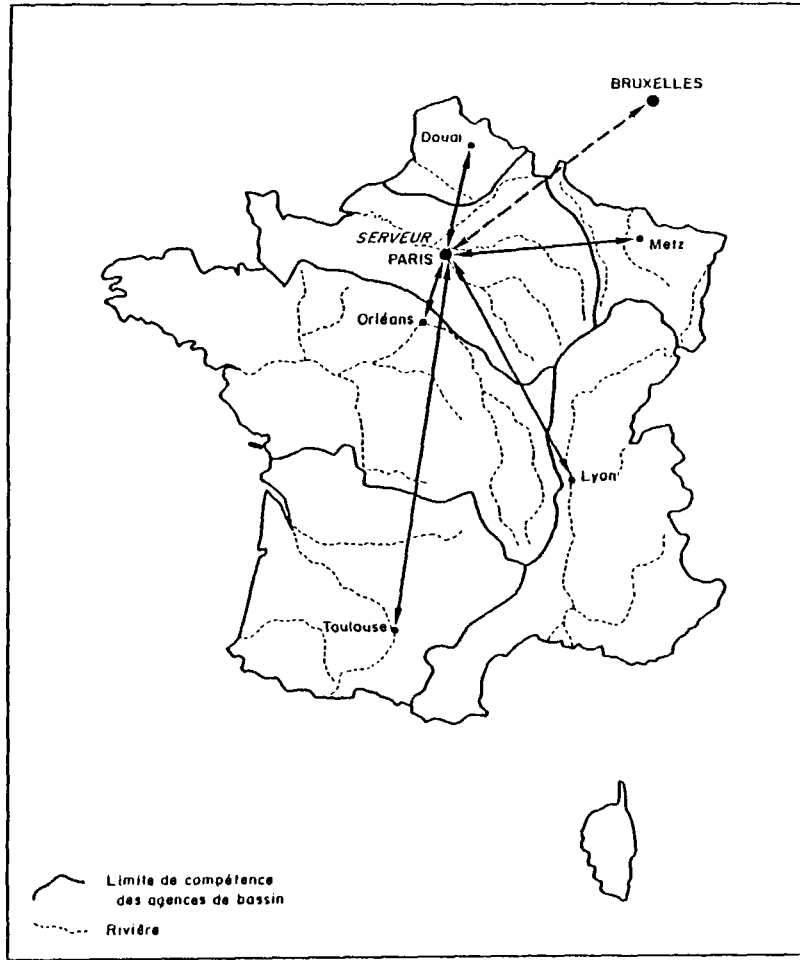 BRUXELLES
Douai
SERVEUR
PARIS
Metz
Orléans
Lyon
Toulouse
Limite de compétence
des agences de bassin
Rivière